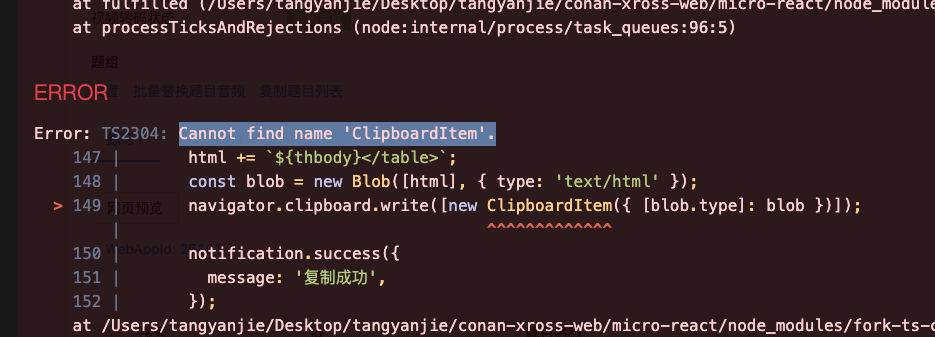 at fulfilled (/Users/tangyanjie/Desktop/tangyanjie/conan-xross-web/micro-react/node_modules
at processTicksAndRejections (node:internal/process/task_queues:96:5)
题组
ERROR
批量替换题目音频 复制题目列表
Error: TS2304: Cannot find name 'ClipboardItem'.
147 | html += `${thbody}</table>`;
148 | const blob = new Blob([html], { type: 'text/html' });
> 149 | navigator.clipboard.write([new ClipboardItem({ [blob.type]: blob })]);
网页预览
| ^^^^^^^^^^^^^
WebAppId: 2
150 | notification.success({
151 | message: '复制成功',
152 | });
at /Users/tangyanjie/Desktop/tangyanjie/conan-xross-web/micro-react/node_modules/fork-ts-c